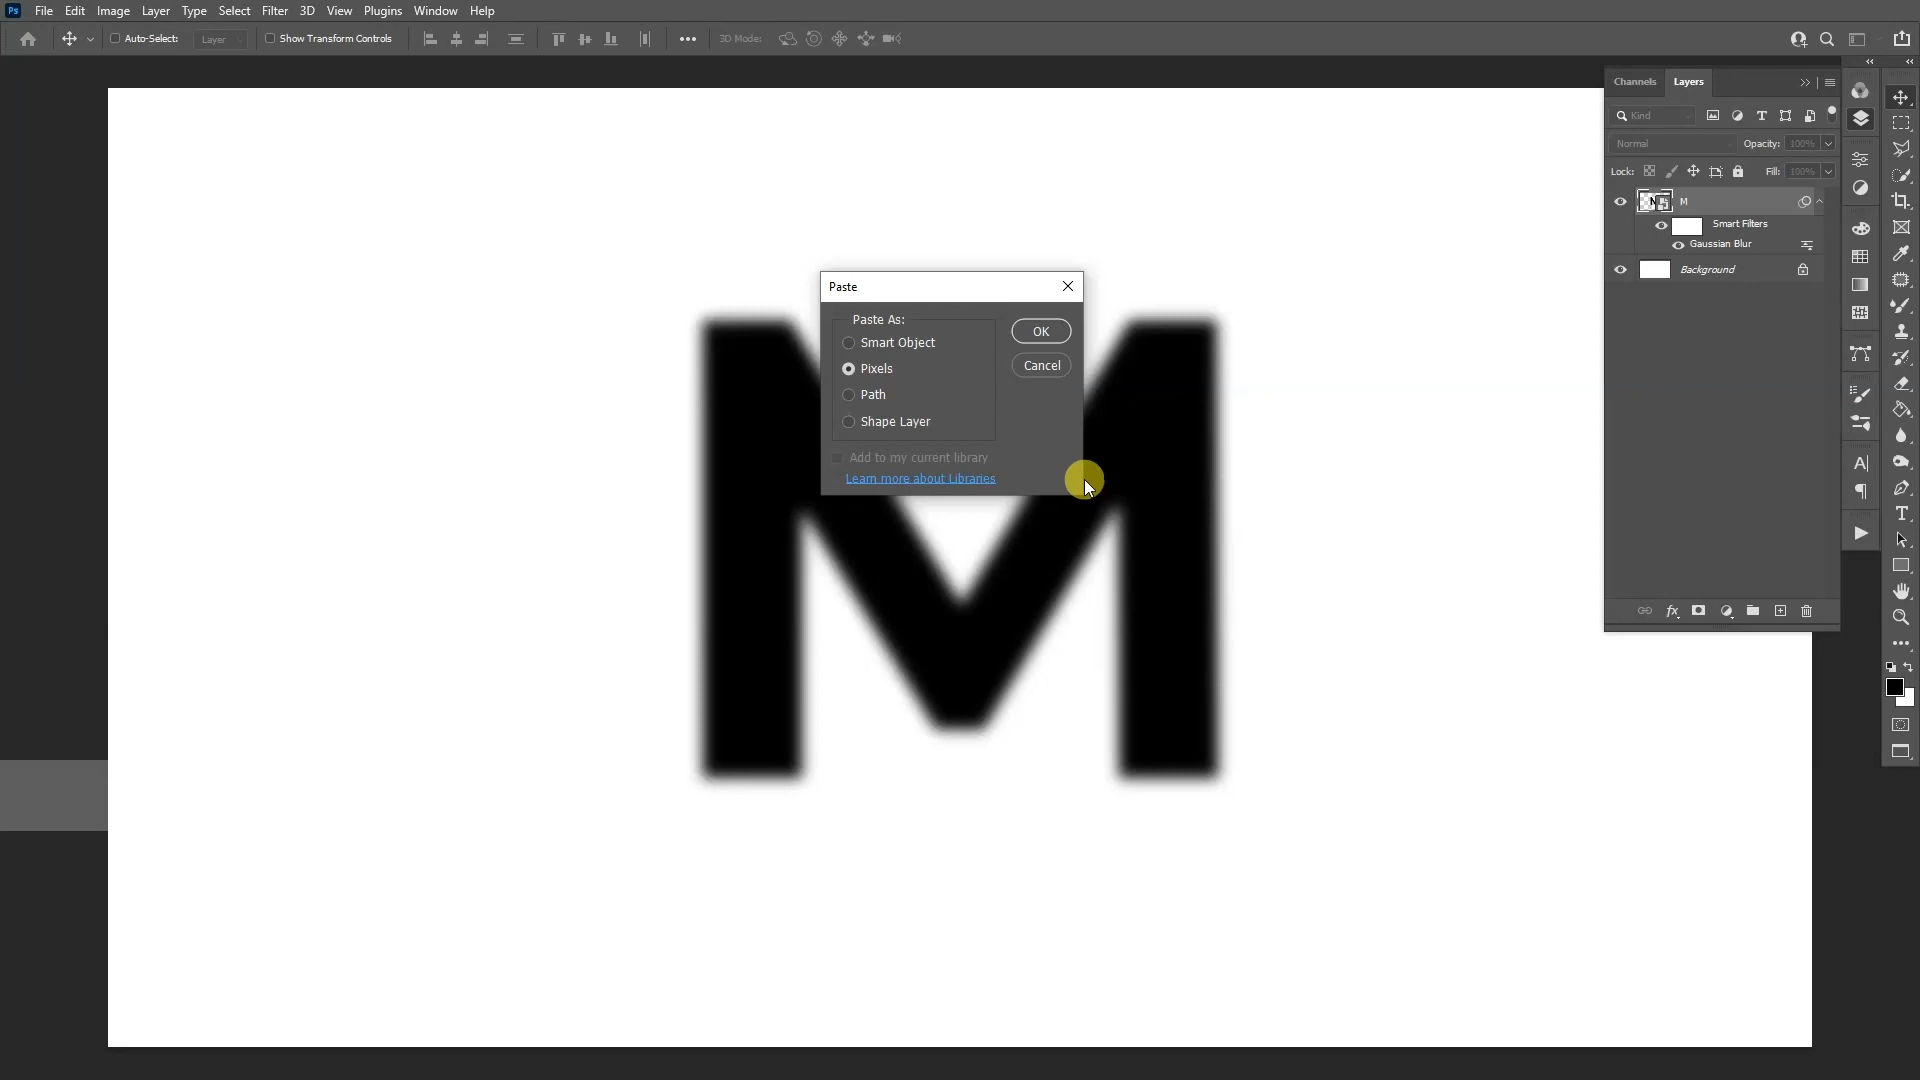 Ps File Edit Image Layer Type Select Filter 3D View Plugins Window Help
Auto-Select: Layer Show Transform Controls 3D Mode:
Channels Layers
Kind
Normal Opacity: 100%
Lock: Fill: 100%
M
Smart Filters
Gaussian Blur
Background
Paste
Paste As:
Smart Object
Pixels
Path
Shape Layer
OK
Cancel
Add to my current library
Learn more about Libraries
M